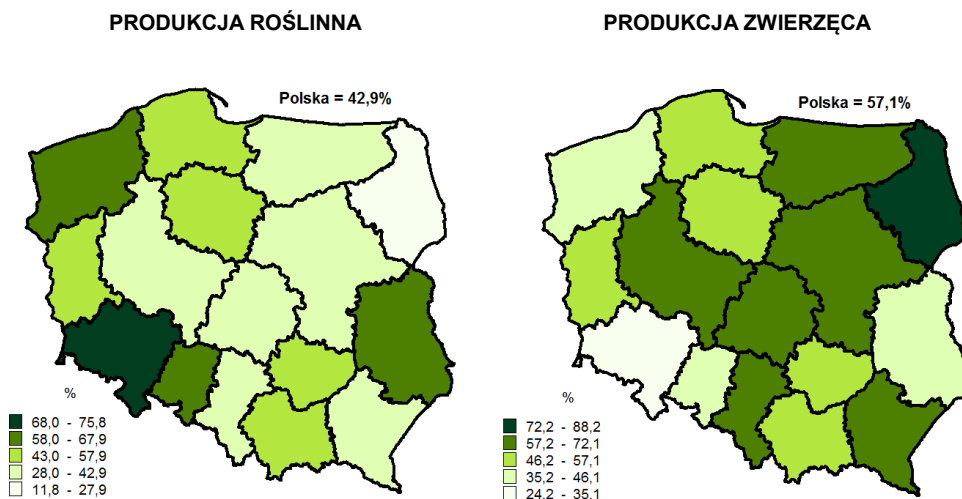 PRODUKCJA ROŚLINNA
Polska = 42,9%
%
68,0 - 75,8
58,0 - 67,9
43,0 - 57,9
28,0 - 42,9
11,8 - 27,9
PRODUKCJA ZWIERZĘCA
Polska = 57,1%
%
72,2 - 88,2
57,2 - 72,1
46,2 - 57,1
35,2 - 46,1
24,2 - 35,1